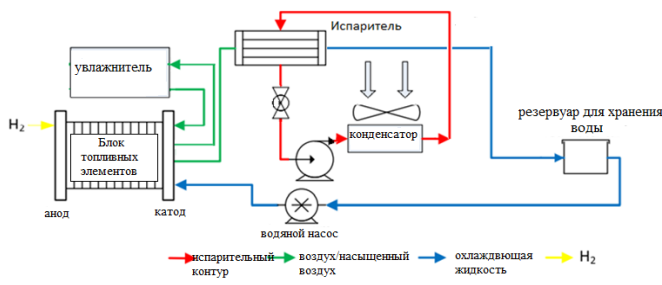 Испаритель
увлажнитель
резервуар для хранения
воды
конденсатор
H₂
Блок
топливных
элементов
анод
катод
водяной насос
испарительный
контур
воздух/насыщенный
воздух
охлаждвющая
жидкость
H₂